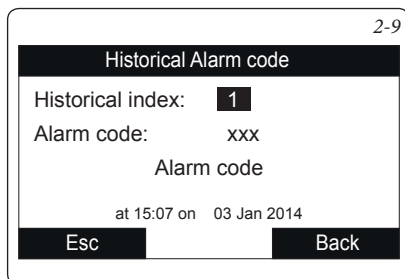 2-9
Historical Alarm code
Historical index: 1
Alarm code: xxx
Alarm code
at 15:07 on 03 Jan 2014
Esc Back